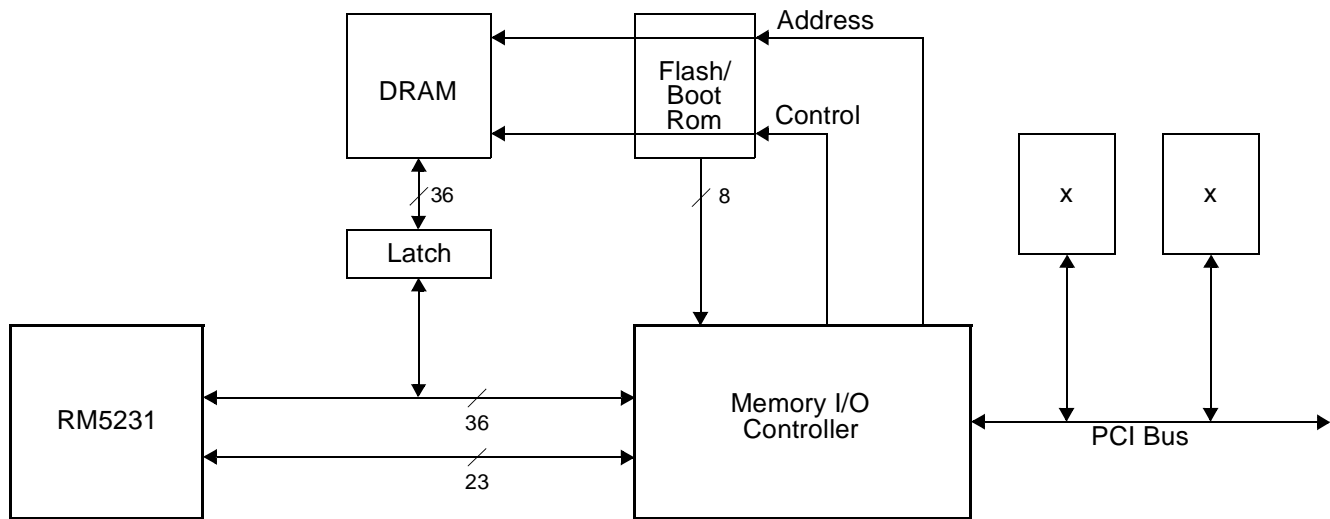 Address
DRAM
Flash/
Boot
Rom
Control
36
8
x
x
Latch
RM5231
36
23
Memory I/O
Controller
PCI Bus